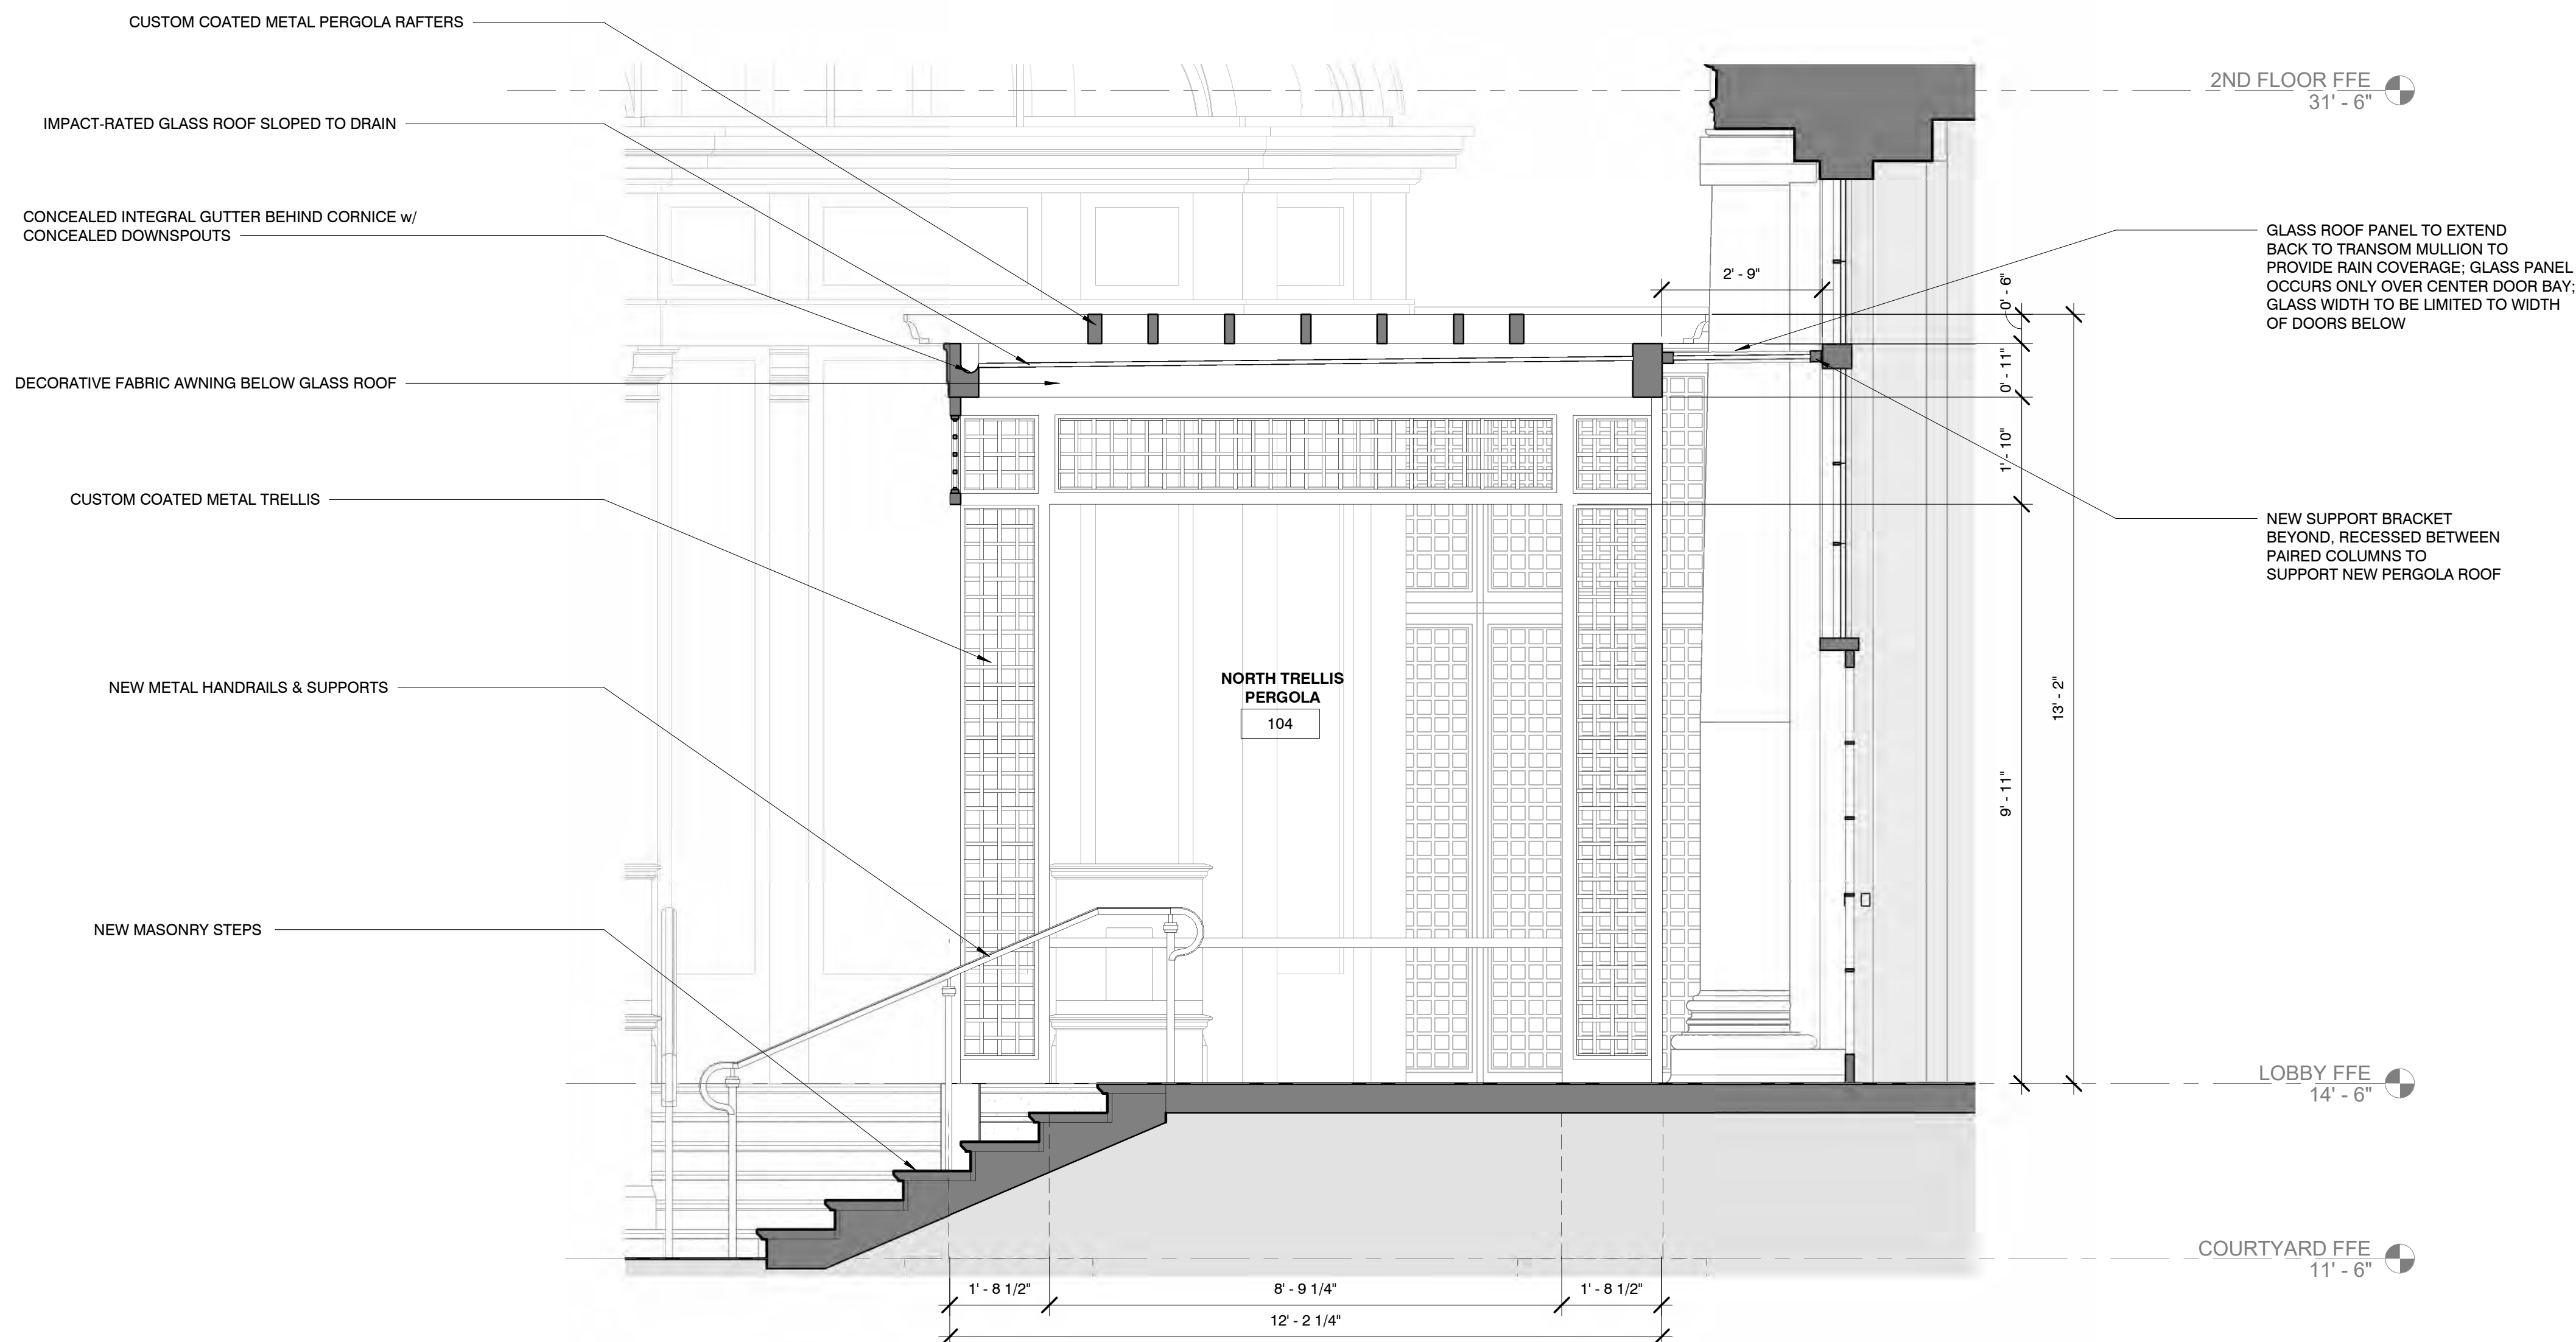 CUSTOM COATED METAL PERGOLA RAFTERS
IMPACT-RATED GLASS ROOF SLOPED TO DRAIN
CONCEALED INTEGRAL GUTTER BEHIND CORNICE w/
CONCEALED DOWNSPOUTS
DECORATIVE FABRIC AWNING BELOW GLASS ROOF
CUSTOM COATED METAL TRELLIS
NEW METAL HANDRAILS & SUPPORTS
NEW MASONRY STEPS
NORTH TRELLIS
PERGOLA
104
2' - 9"
0' - 6"
0' - 11"
1' - 10"
9' - 11"
13' - 2"
1' - 8 1/2"
8' - 9 1/4"
1' - 8 1/2"
12' - 2 1/4"
2ND FLOOR FFE
31' - 6"
GLASS ROOF PANEL TO EXTEND
BACK TO TRANSOM MULLION TO
PROVIDE RAIN COVERAGE; GLASS PANEL
OCCURS ONLY OVER CENTER DOOR BAY;
GLASS WIDTH TO BE LIMITED TO WIDTH
OF DOORS BELOW
NEW SUPPORT BRACKET
BEYOND, RECESSED BETWEEN
PAIRED COLUMNS TO
SUPPORT NEW PERGOLA ROOF
LOBBY FFE
14' - 6"
COURTYARD FFE
11' - 6"